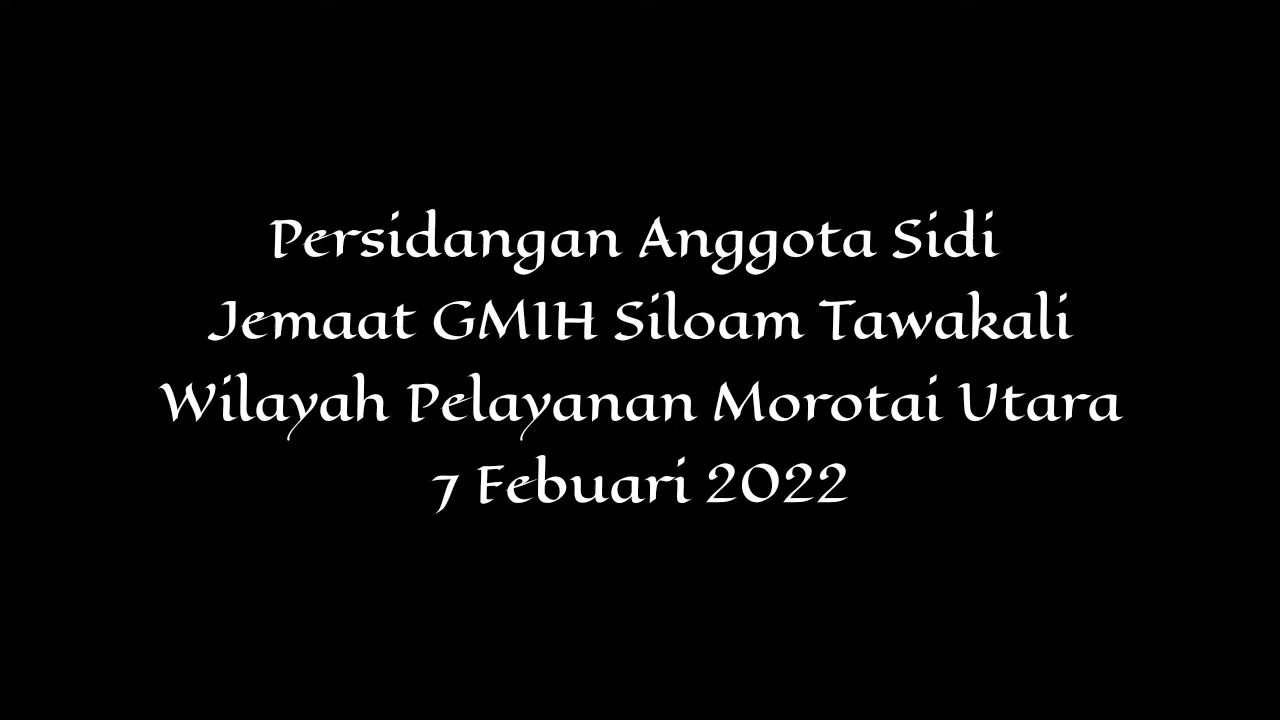 Persidangan Anggota Sidi
Jemaat GMIH Siloam Tawakali
Wilayah Pelayanan Morotai Utara
7 Febuari 2022